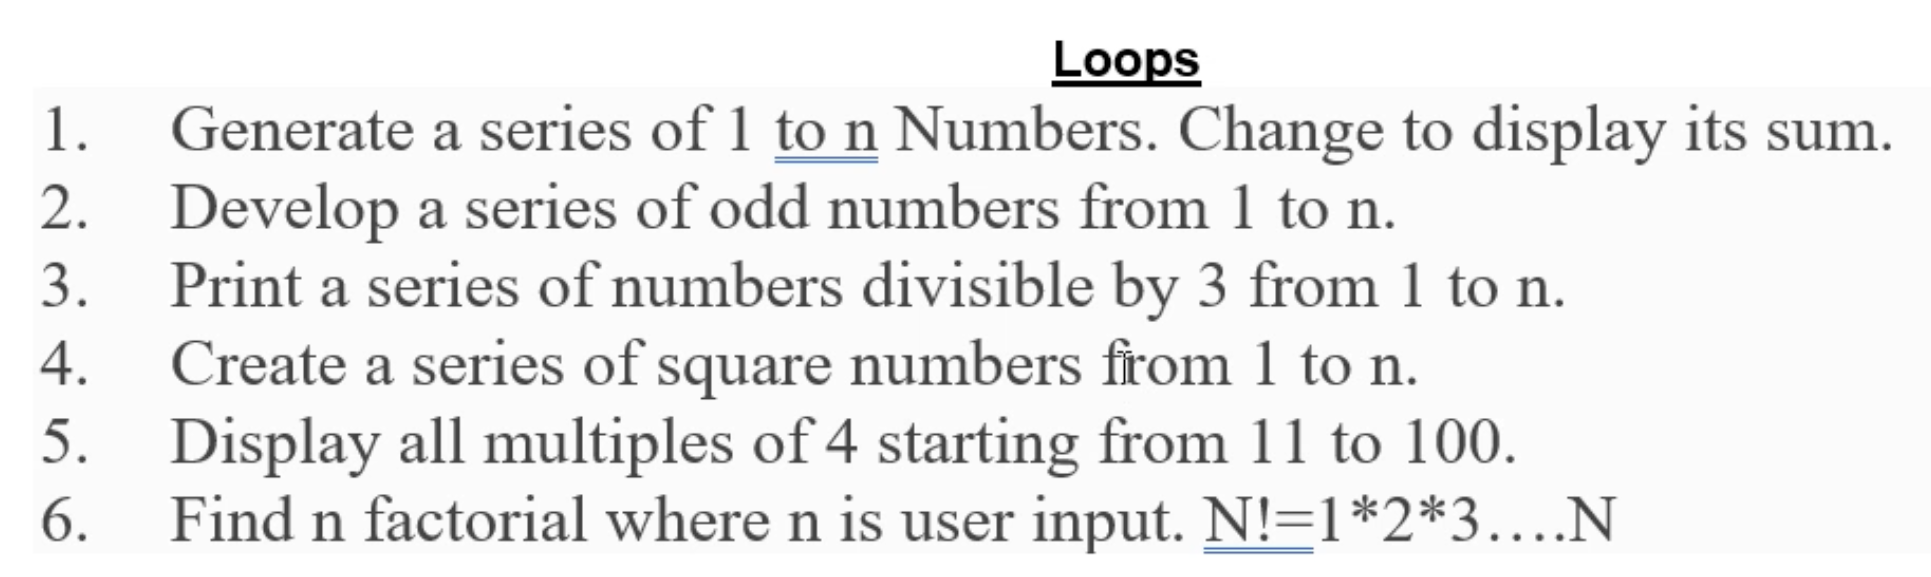 Loops
1. Generate a series of 1 to n Numbers. Change to display its sum.
2. Develop a series of odd numbers from 1 to n.
3. Print a series of numbers divisible by 3 from 1 to n.
4. Create a series of square numbers from 1 to n.
5. Display all multiples of 4 starting from 11 to 100.
6. Find n factorial where n is user input. N!=1*2*3....N